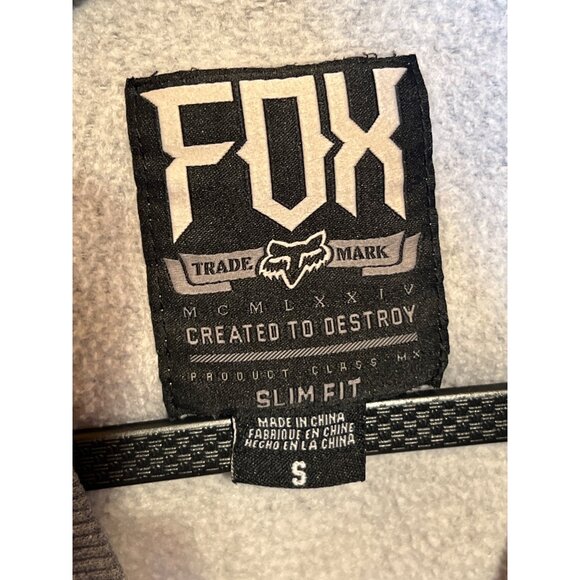 FOX
TRADE MARK
MCMLXXIV
CREATED TO DESTROY
PRODUCT CLASS MX
SLIM FIT
MADE IN CHINA
FABRIQUE EN CHINE
HECHO EN LA CHINA
S